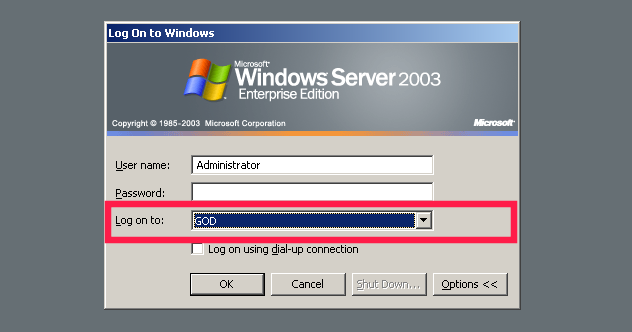 Log On to Windows
Microsoft
Windows Server 2003
Enterprise Edition
Copyright © 1985-2003 Microsoft Corporation
Microsoft
User name:
Administrator
Password:
Log on to:
GOD
Log on using dial-up connection
OK
Cancel
Shut Down...
Options <<